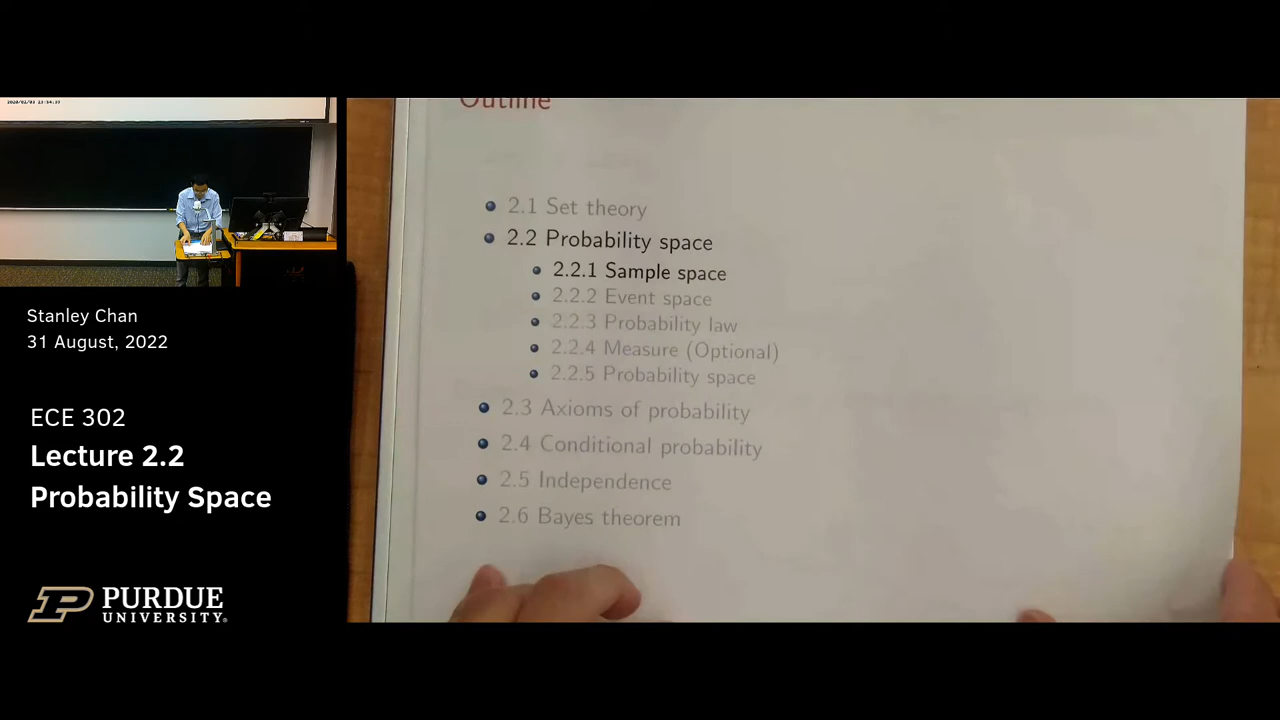 Outline
2.1 Set theory
2.2 Probability space
2.2.1 Sample space
2.2.2 Event space
2.2.3 Probability law
2.2.4 Measure (Optional)
2.2.5 Probability space
2.3 Axioms of probability
2.4 Conditional probability
2.5 Independence
2.6 Bayes theorem
Stanley Chan
31 August, 2022
ECE 302
Lecture 2.2
Probability Space
PURDUE
UNIVERSITY.